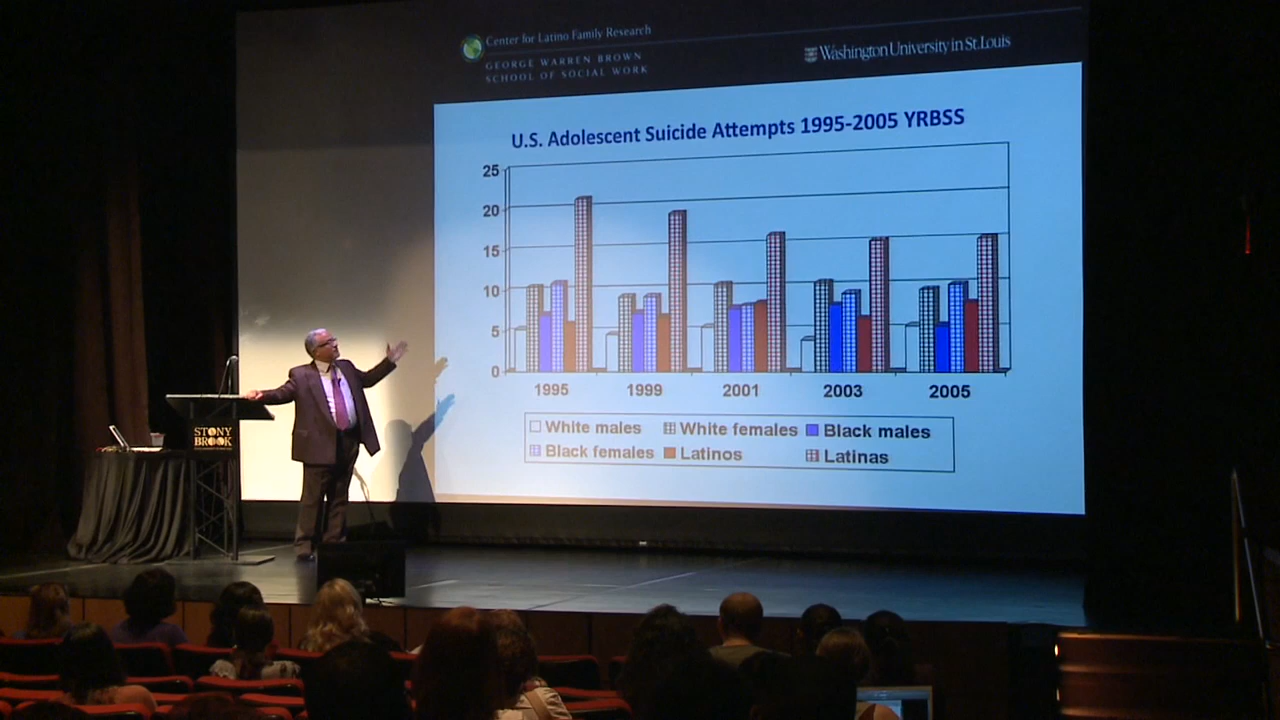 Center for Latino Family Research
GEORGE WARREN BROWN
SCHOOL OF SOCIAL WORK
Washington University in St. Louis
U.S. Adolescent Suicide Attempts 1995-2005 YRBSS
25
20
15
10
5
0
1995 1999 2001 2003 2005
White males White females Black males
Black females Latinos Latinas
STONY
BROOK